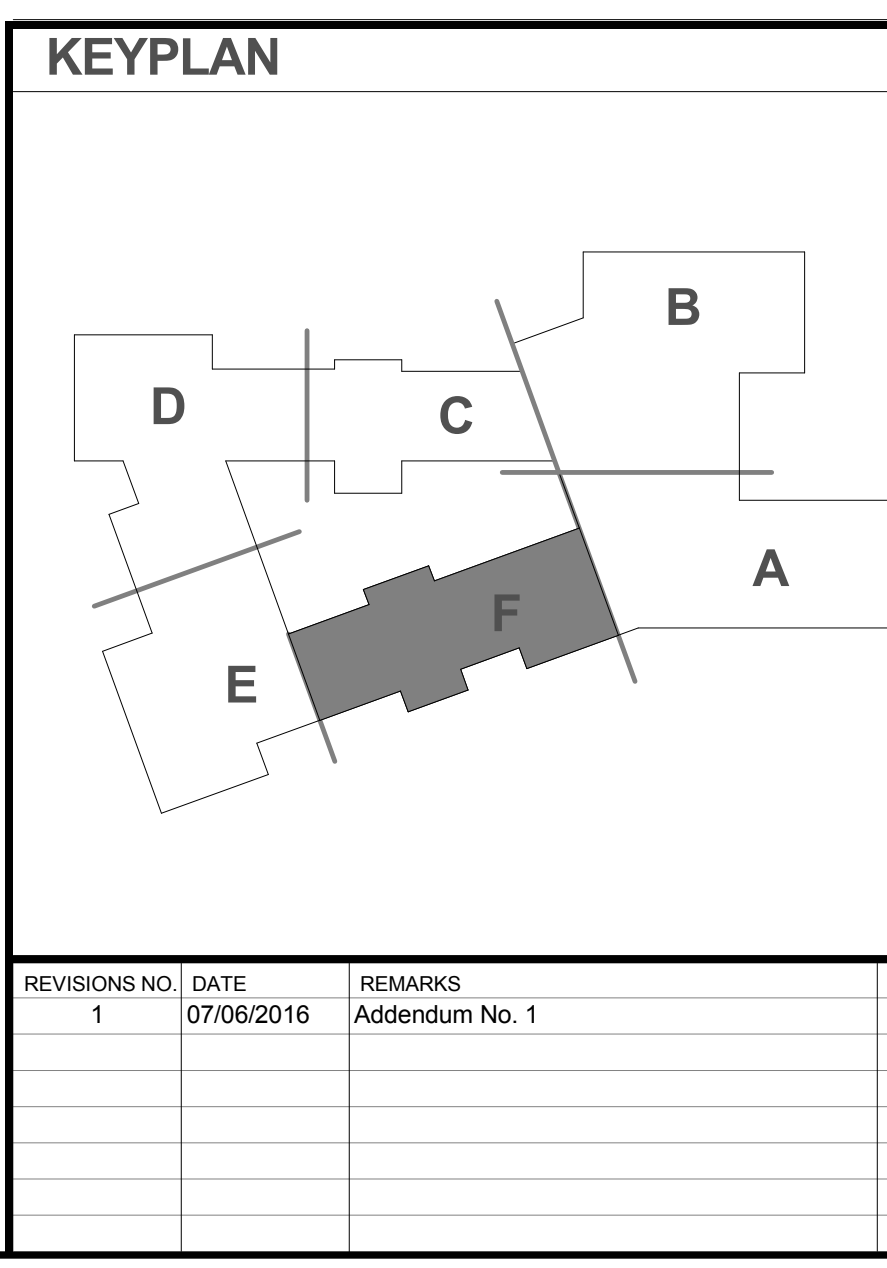 KEYPLAN
B
D
C
A
F
E
REVISIONS NO. DATE REMARKS
1 07/06/2016 Addendum No. 1